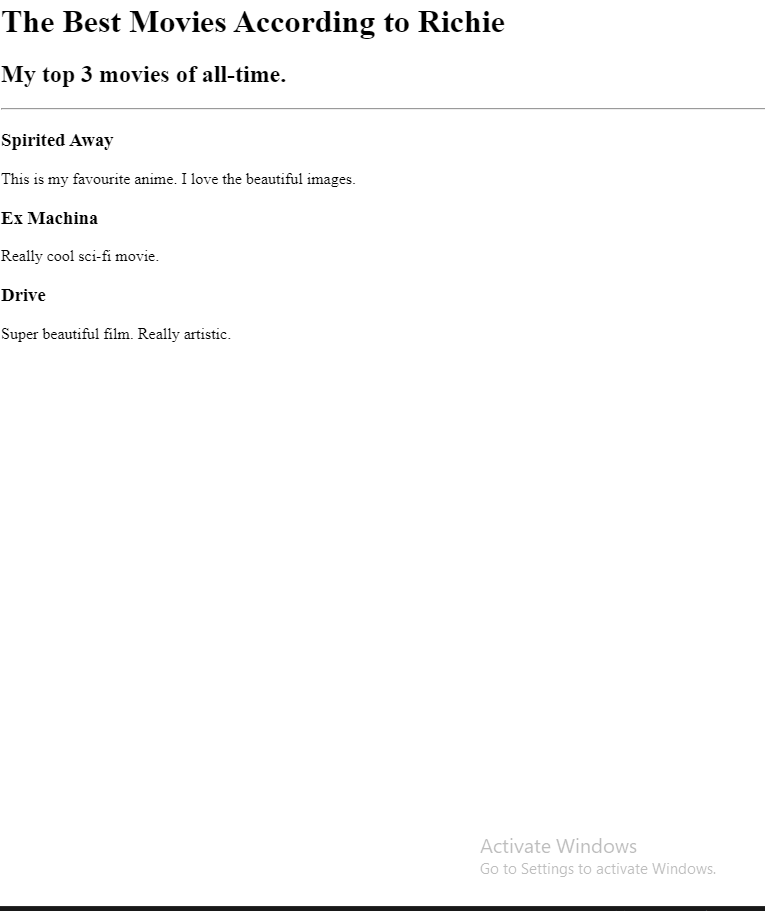 The Best Movies According to Richie
My top 3 movies of all-time.
Spirited Away
This is my favourite anime. I love the beautiful images.
Ex Machina
Really cool sci-fi movie.
Drive
Super beautiful film. Really artistic.
Activate Windows
Go to Settings to activate Windows.